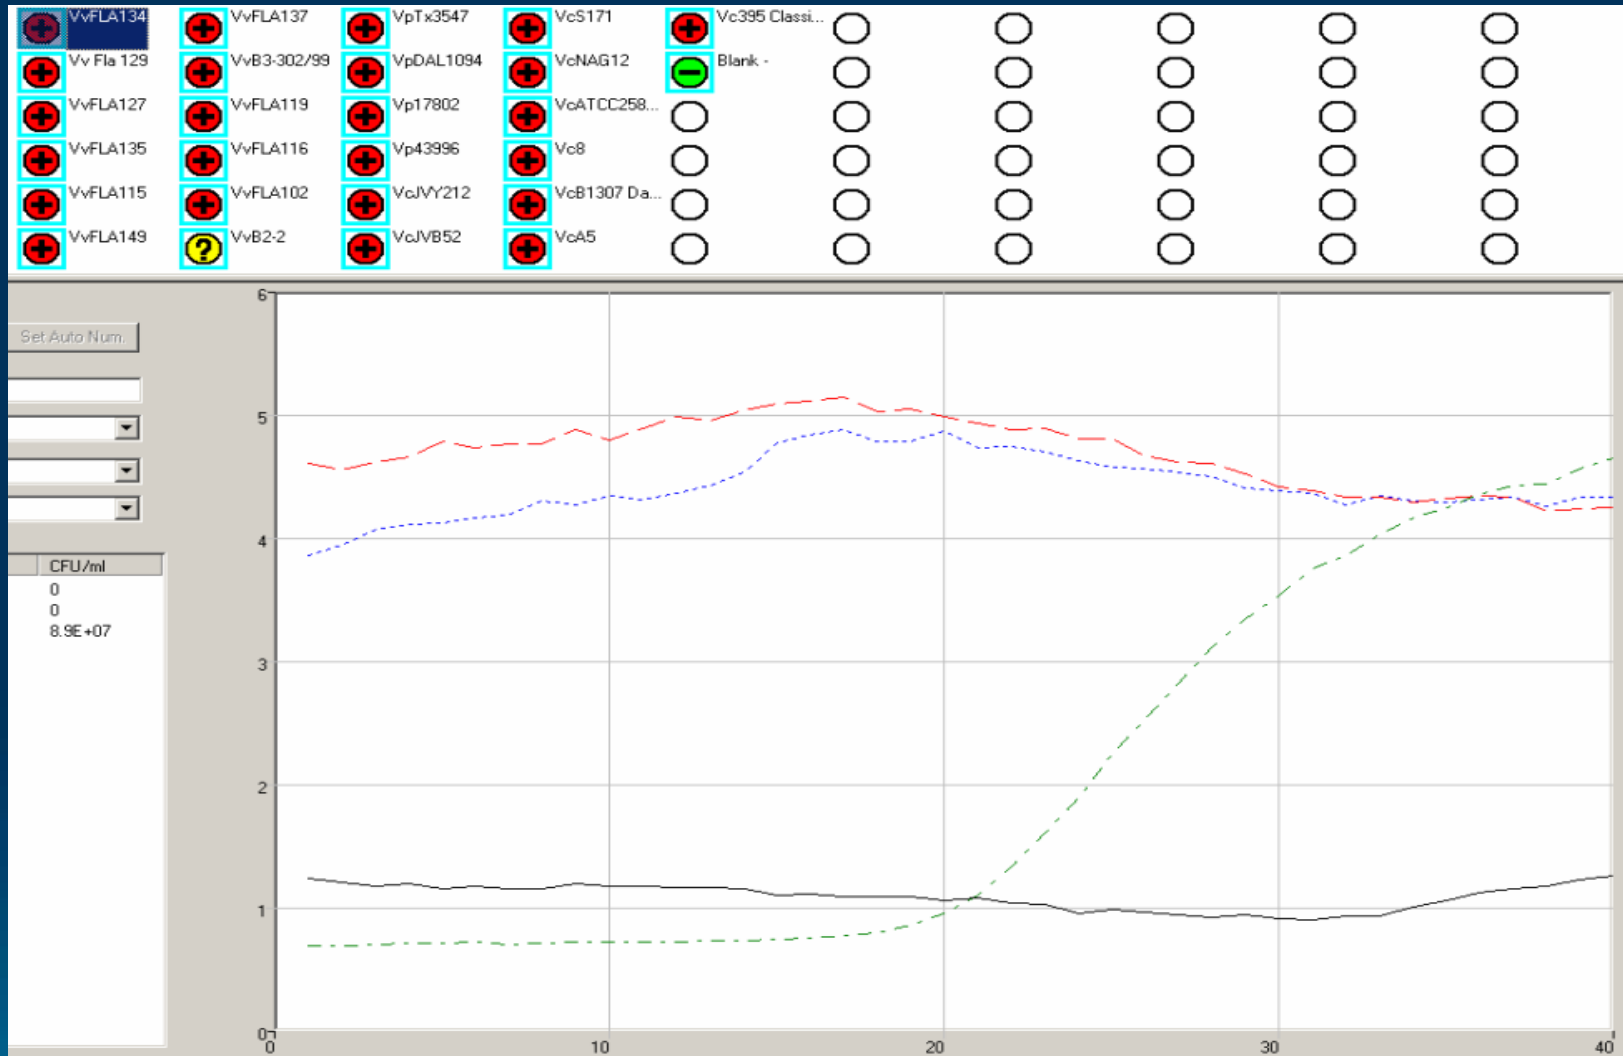 VvFLA134 VvFLA137 VpTx3547 VcS171 Vc395 Classi...
Vv Fla 129 VvB3-302/99 VpDAL1094 VcNAG12 Blank -
VvFLA127 VvFLA119 Vp17802 VcATCC258...
VvFLA135 VvFLA116 Vp43996 Vc8
VvFLA115 VvFLA102 VcJVY212 VcB1307 Da...
VvFLA149 ? VvB2-2 VcJVB52 VcA5
Set Auto Num.
CFU/ml
0
0
8.9E+07
6
5
4
3
2
1
0
0 10 20 30 40